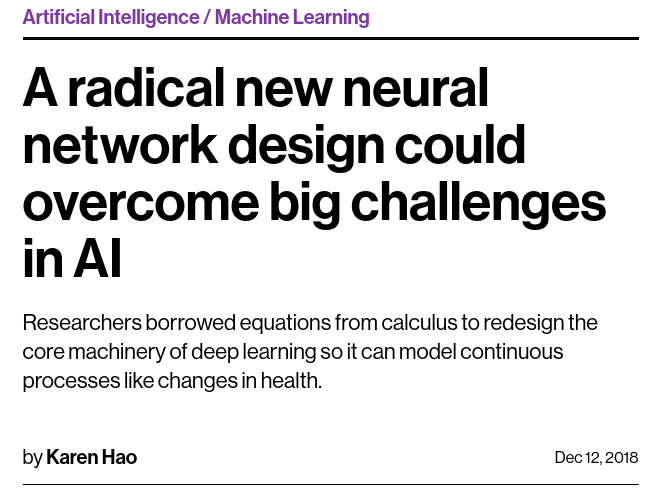 Artificial Intelligence / Machine Learning
A radical new neural
network design could
overcome big challenges
in AI
Researchers borrowed equations from calculus to redesign the
core machinery of deep learning so it can model continuous
processes like changes in health.
by Karen Hao
Dec 12, 2018